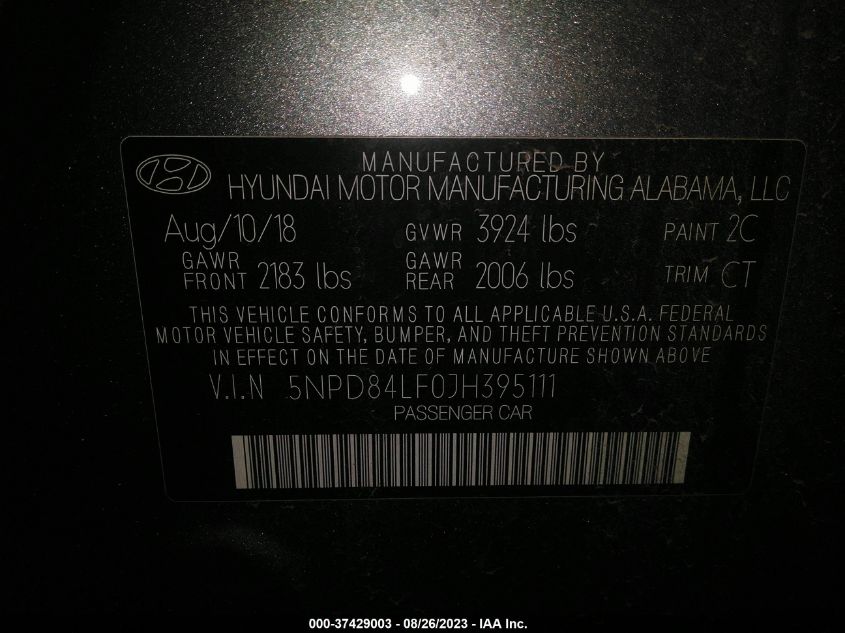 MANUFACTURED BY
HYUNDAI MOTOR MANUFACTURING ALABAMA, LLC
Aug/10/18 GVWR 3924 lbs PAINT 2C
GAWR FRONT 2183 lbs GAWR REAR 2006 lbs TRIM CT
THIS VEHICLE CONFORMS TO ALL APPLICABLE U.S.A. FEDERAL
MOTOR VEHICLE SAFETY, BUMPER, AND THEFT PREVENTION STANDARDS
IN EFFECT ON THE DATE OF MANUFACTURE SHOWN ABOVE
V.I.N 5NPD84LF0JH395111
PASSENGER CAR
000-37429003 - 08/26/2023 - IAA Inc.